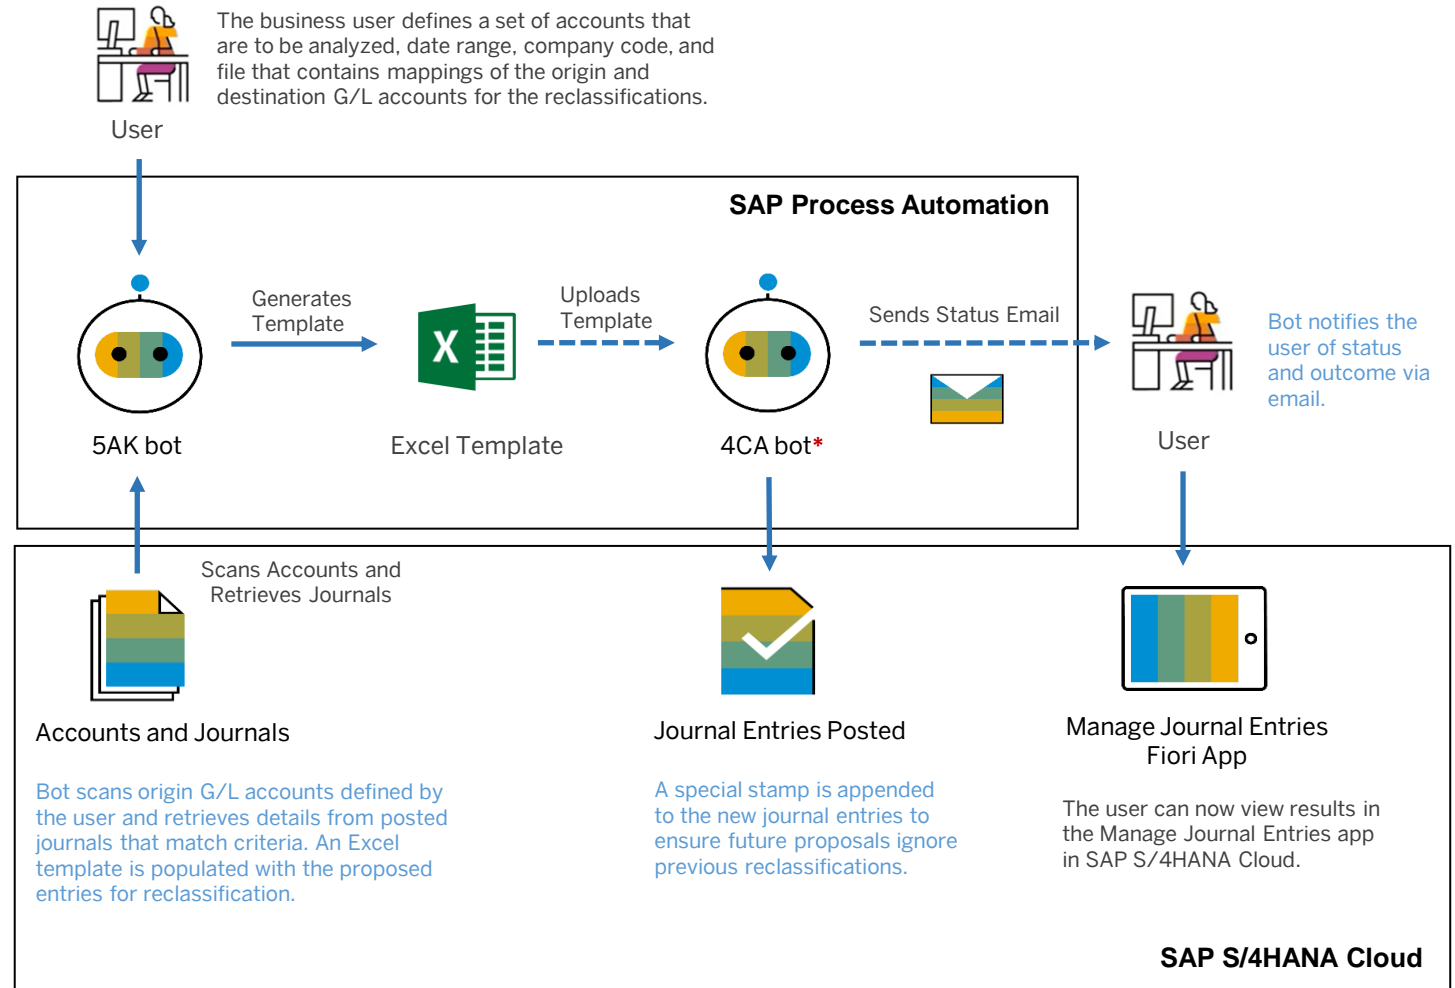 The business user defines a set of accounts that
are to be analyzed, date range, company code, and
file that contains mappings of the origin and
destination G/L accounts for the reclassifications.
User
SAP Process Automation
Generates
Template
Uploads
Template
Sends Status Email
Bot notifies the
user of status
and outcome via
email.
X
5AK bot
Excel Template
4CA bot*
User
Scans Accounts and
Retrieves Journals
Accounts and Journals
Bot scans origin G/L accounts defined by
the user and retrieves details from posted
journals that match criteria. An Excel
template is populated with the proposed
entries for reclassification.
Journal Entries Posted
A special stamp is appended
to the new journal entries to
ensure future proposals ignore
previous reclassifications.
Manage Journal Entries
Fiori App
The user can now view results in
the Manage Journal Entries app
in SAP S/4HANA Cloud.
SAP S/4HANA Cloud